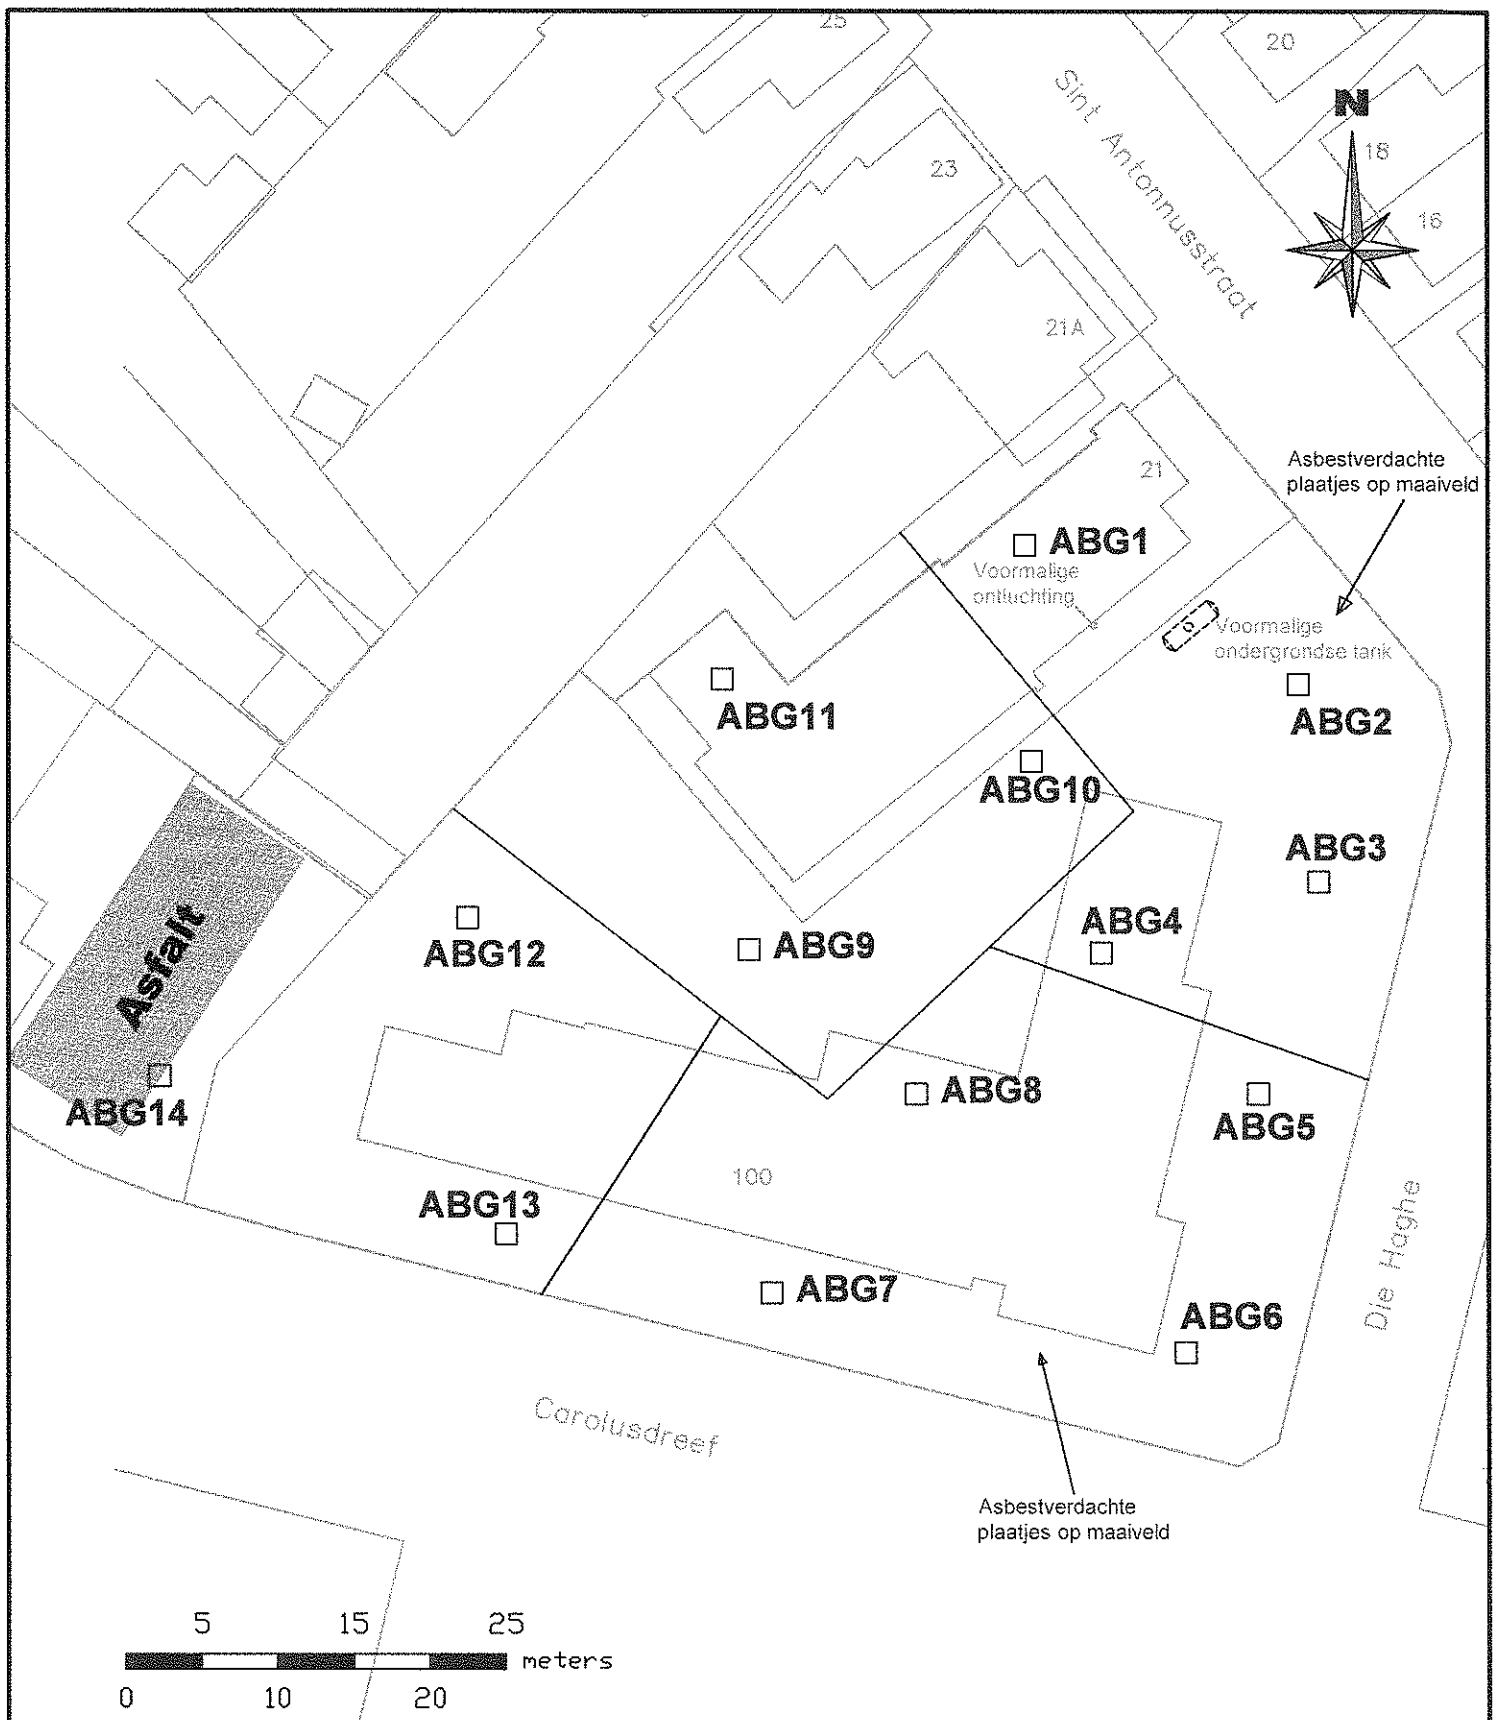 25
20
Sint Antonnusstraat
N
18
23
16
21A
Asbestverdachte
plaatjes op maaiveld
21
ABG1
Voormalige
ontluchting
Voormalige
ondergrondse tank
ABG11
ABG2
ABG10
ABG3
Asfalt
ABG12
ABG9
ABG4
ABG14
ABG8
ABG5
100
ABG13
Die Haghe
ABG7
ABG6
Carolusdreef
Asbestverdachte
plaatjes op maaiveld
5 15 25
meters
0 10 20